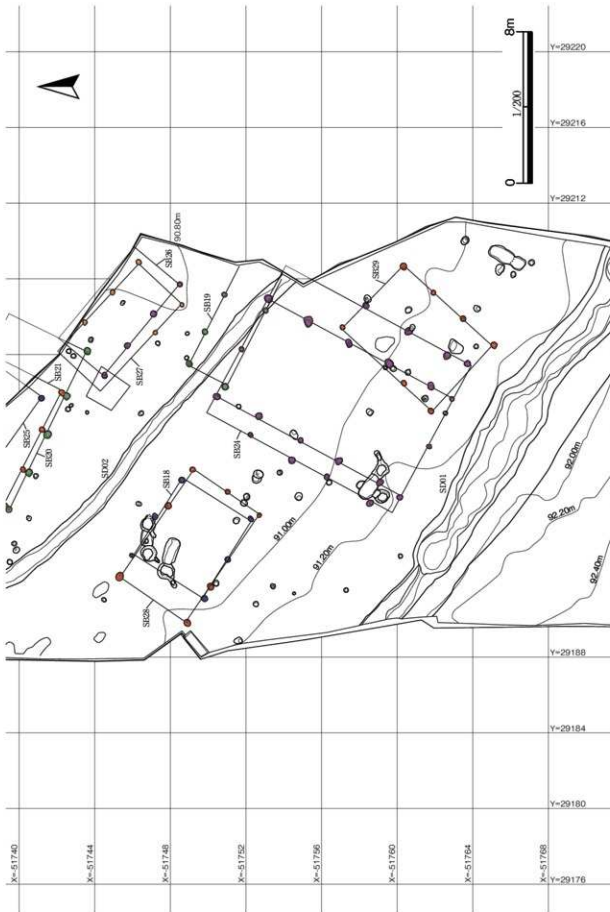 8m
1/200
0
Y=29220
Y=29216
Y=29212
90.80m
SB26
SB19
SB29
SB21
SB27
SB25
SB20
SD02
SB24
SB18
SD01
91.00m
91.20m
92.00m
92.20m
92.40m
SB28
Y=29188
Y=29184
Y=29180
Y=29176
X=-51740
X=-51744
X=-51748
X=-51752
X=-51756
X=-51760
X=-51764
X=-51768